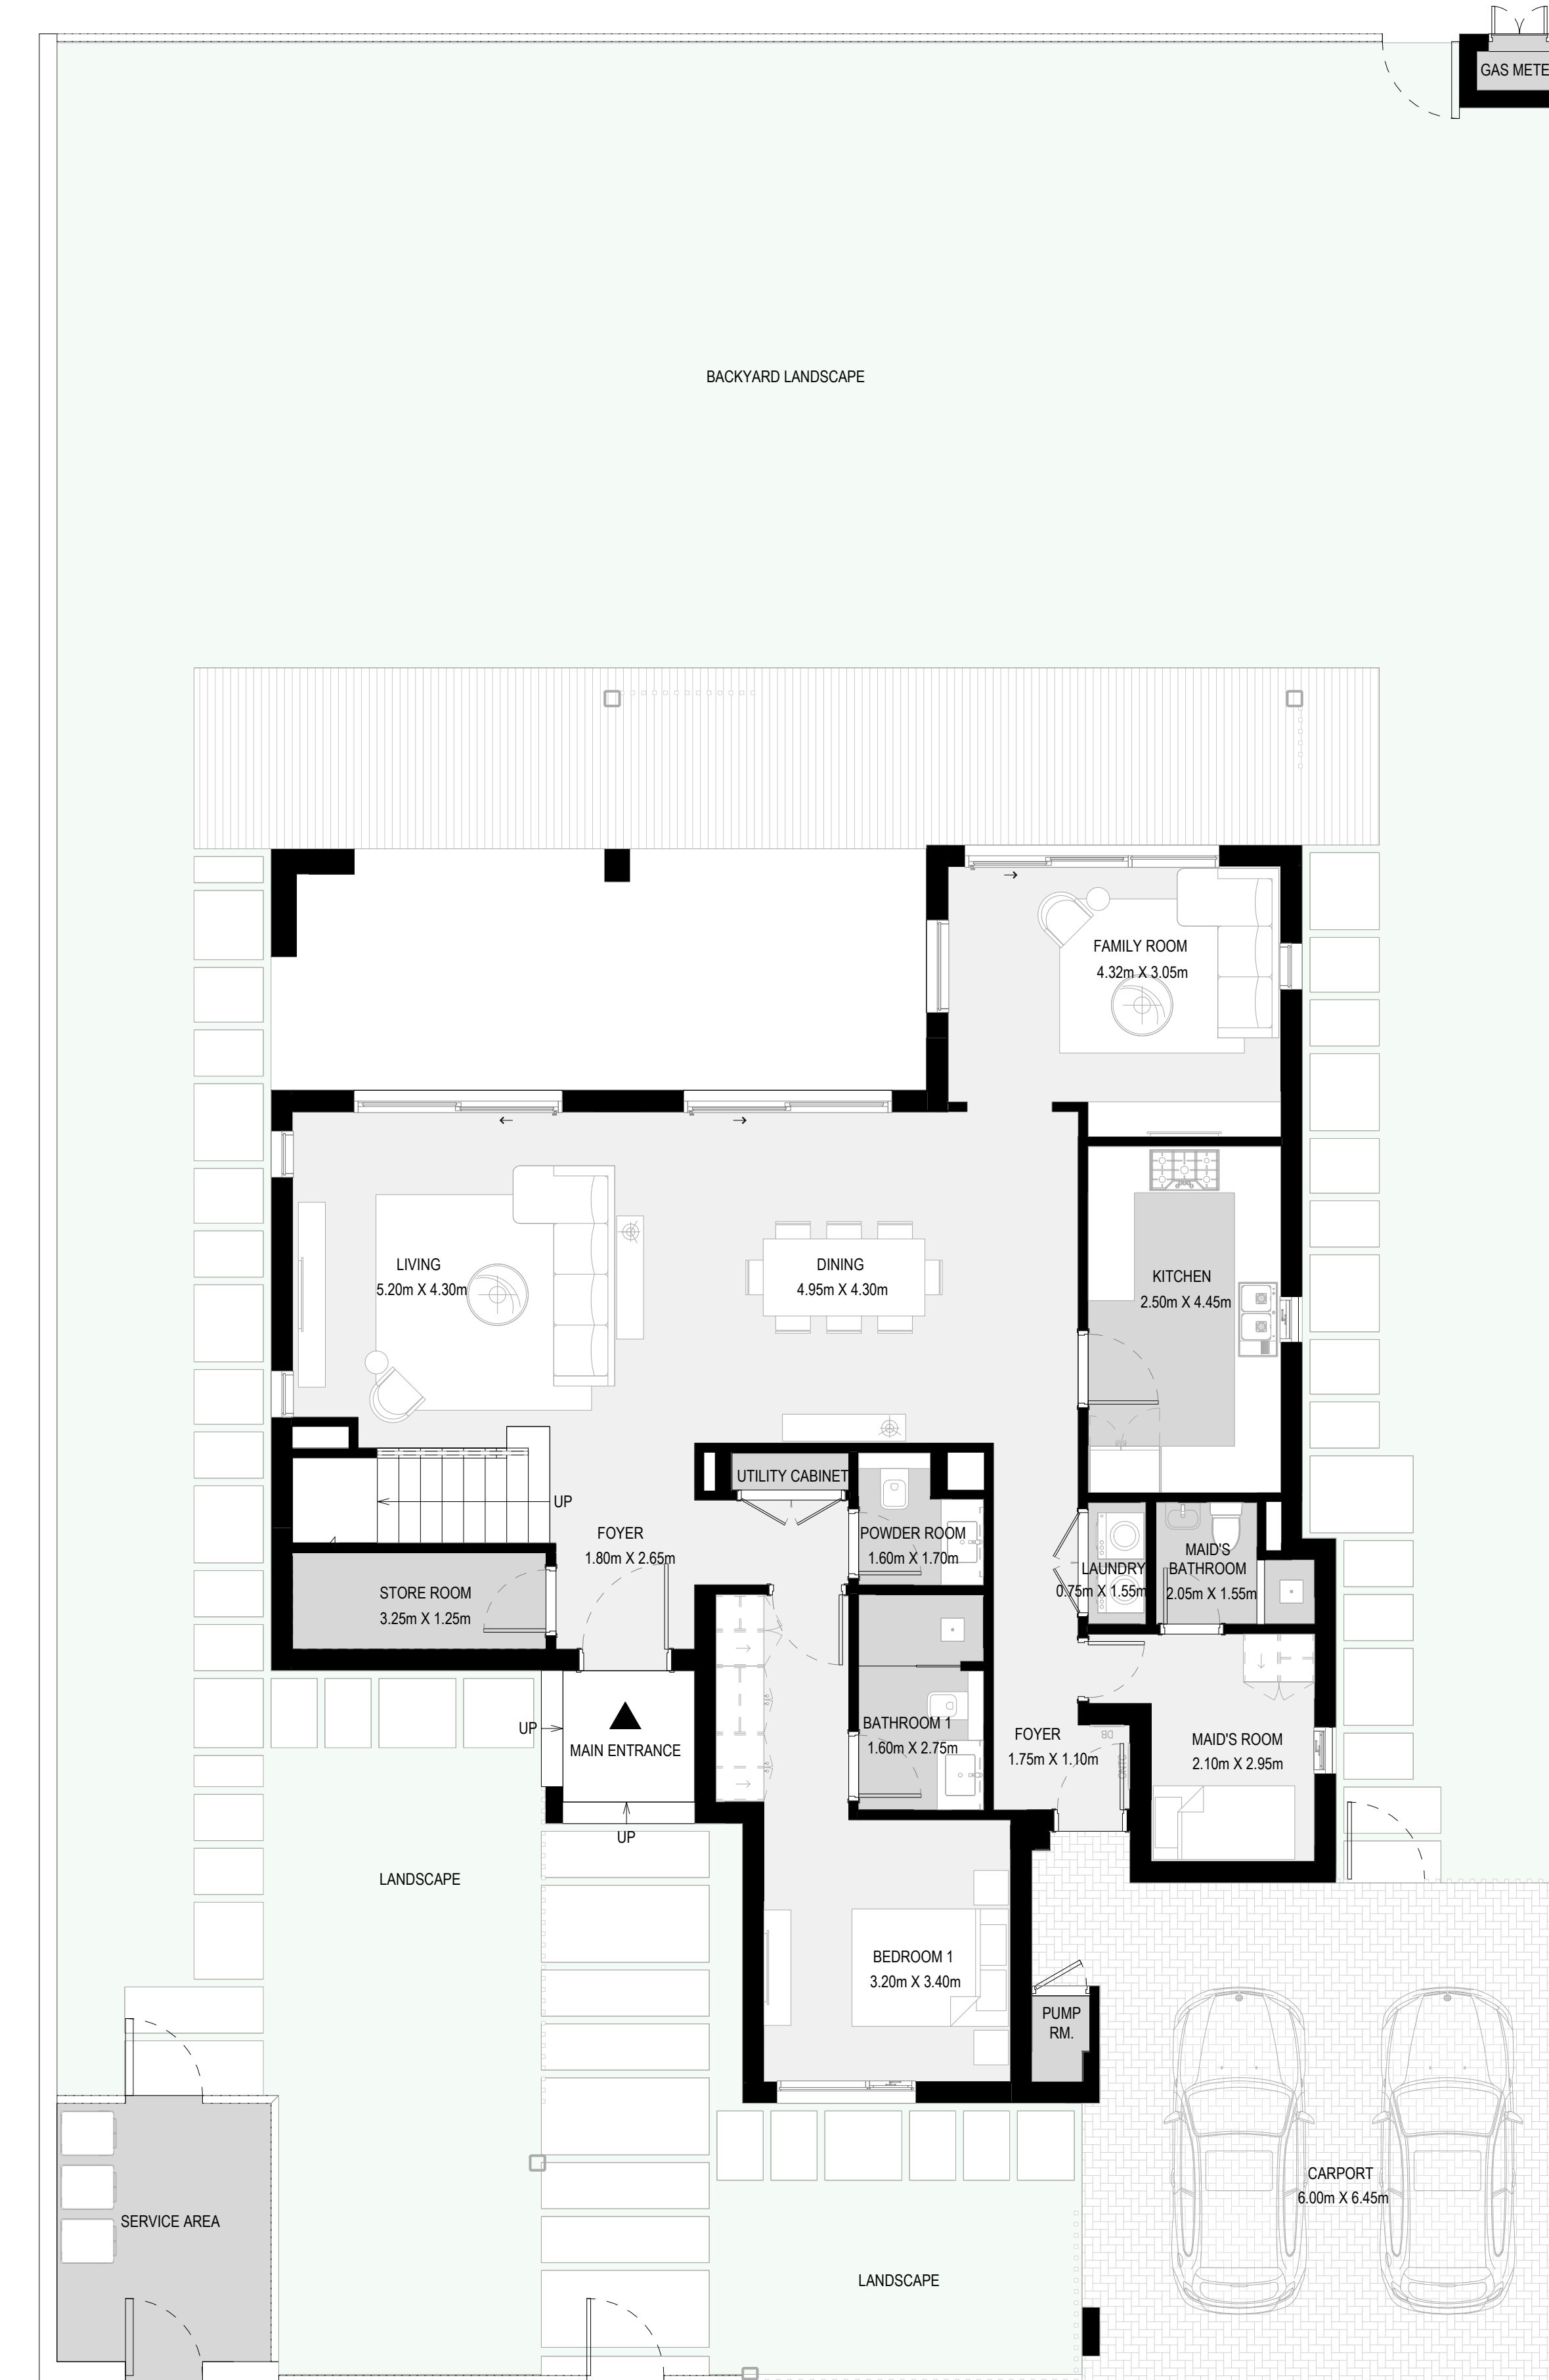 GAS METE
BACKYARD LANDSCAPE
FAMILY ROOM
4.32m X 3.05m
LIVING
5.20m X 4.30m
DINING
4.95m X 4.30m
KITCHEN
2.50m X 4.45m
UTILITY CABINET
UP
FOYER
1.80m X 2.65m
POWDER ROOM
1.60m X 1.70m
LAUNDRY
0.75m X 1.55m
MAID'S
BATHROOM
2.05m X 1.55m
STORE ROOM
3.25m X 1.25m
UP
MAIN ENTRANCE
UP
BATHROOM 1
1.60m X 2.75m
FOYER
1.75m X 1.10m
DB
MAID'S ROOM
2.10m X 2.95m
LANDSCAPE
BEDROOM 1
3.20m X 3.40m
PUMP
RM.
CARPORT
6.00m X 6.45m
SERVICE AREA
LANDSCAPE